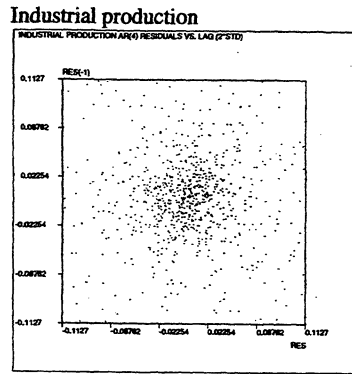 Industrial production
INDUSTRIAL PRODUCTION AR(4) RESIDUALS VS. LAG (2*STD)
RES(-1)
0.1127
0.06762
0.02254
-0.02254
-0.06762
-0.1127
-0.1127 -0.06762 -0.02254 0.02254 0.06762 0.1127
RES